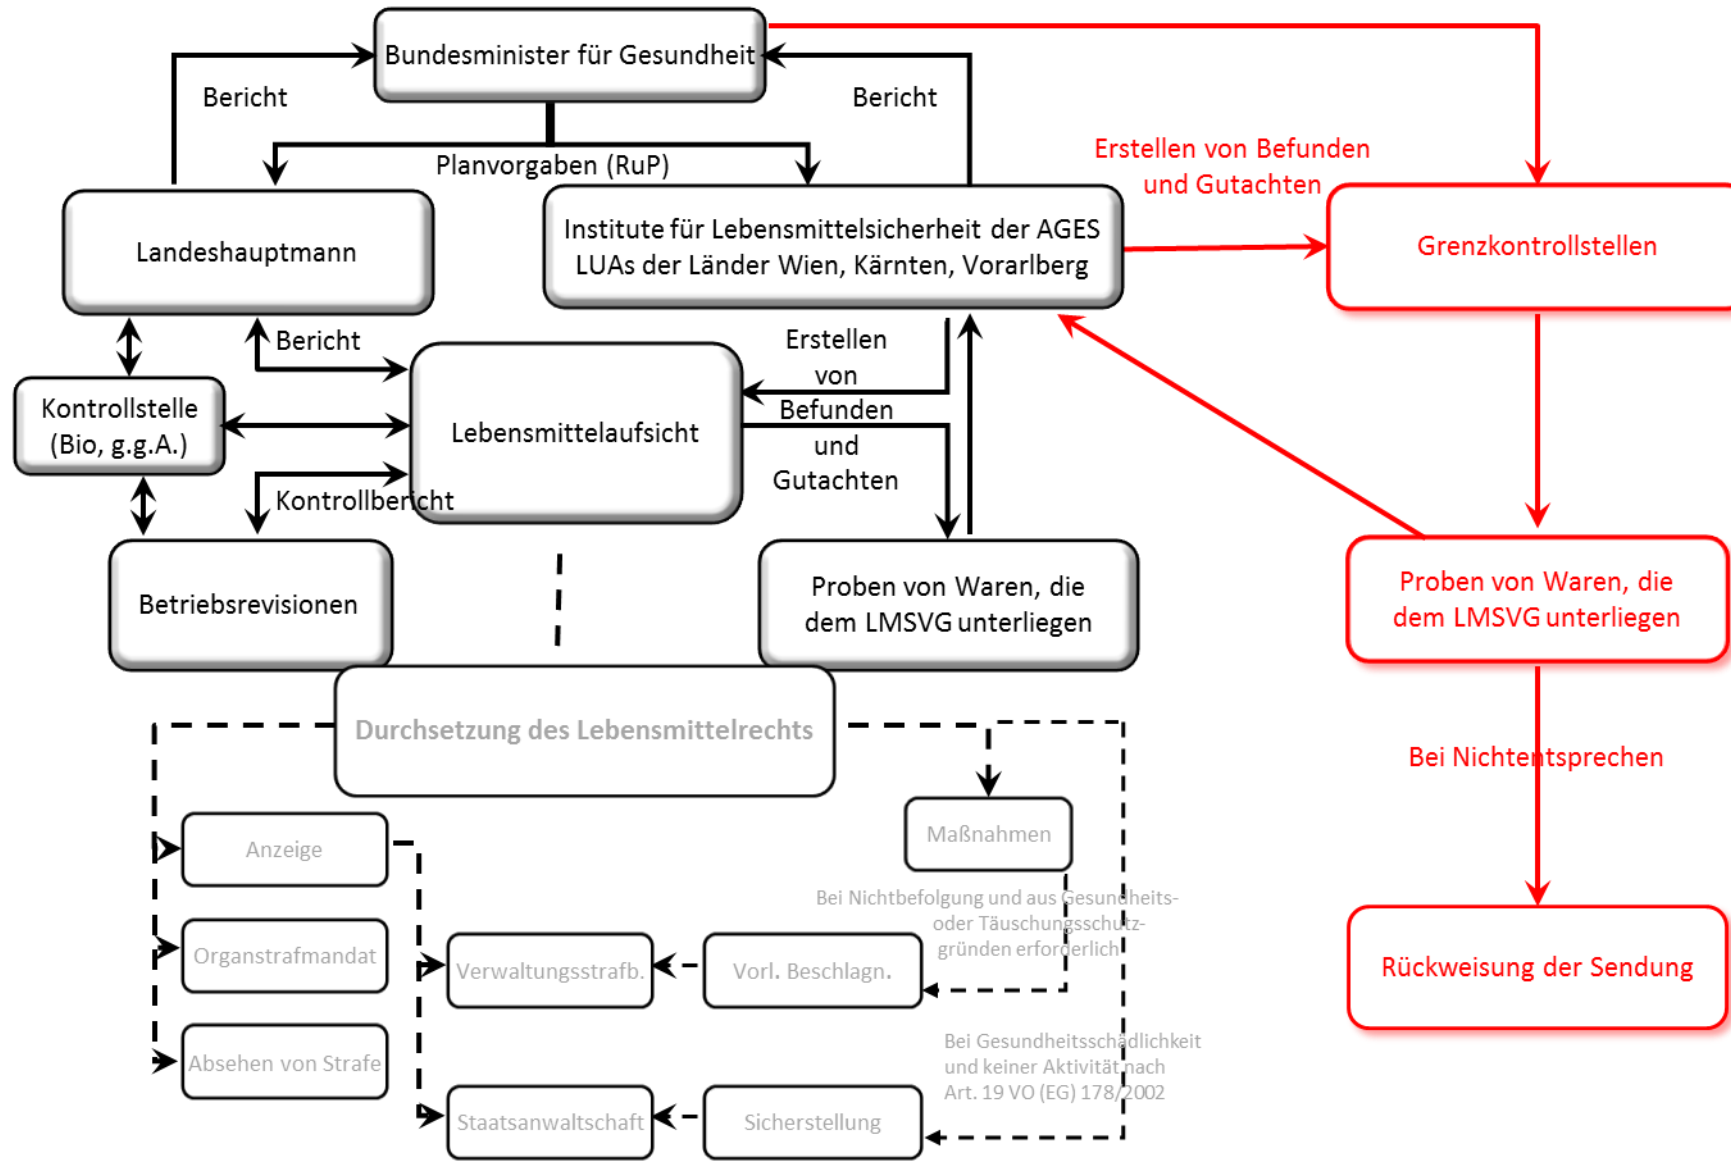 Bundesminister für Gesundheit
Bericht
Bericht
Planvorgaben (RuP)
Erstellen von Befunden
und Gutachten
Landeshauptmann
Institute für Lebensmittelsicherheit der AGES
LUAs der Länder Wien, Kärnten, Vorarlberg
Grenzkontrollstellen
Bericht
Erstellen
von
Befunden
und
Gutachten
Kontrollstelle
(Bio, g.g.A.)
Lebensmittelaufsicht
Kontrollbericht
Betriebsrevisionen
Proben von Waren, die
dem LMSVG unterliegen
Proben von Waren, die
dem LMSVG unterliegen
Durchsetzung des Lebensmittelrechts
Bei Nichtentsprechen
Anzeige
Maßnahmen
Bei Nichtbefolgung und aus Gesundheits-
oder Täuschungsschutz-
gründen erforderlich
Organstrafmandat
Verwaltungsstrafb.
Vorl. Beschlagn.
Rückweisung der Sendung
Absehen von Strafe
Bei Gesundheitsschädlichkeit
und keiner Aktivität nach
Art. 19 VO (EG) 178/2002
Staatsanwaltschaft
Sicherstellung